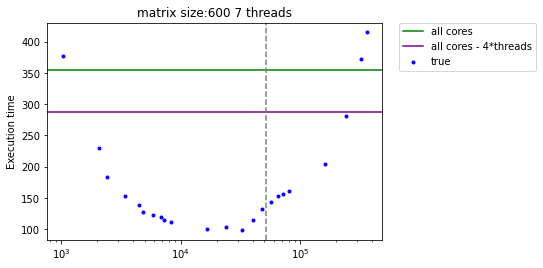 matrix size:600 7 threads
all cores
all cores - 4*threads
true
Execution time
400
350
300
250
200
150
100
10³
10⁴
10⁵